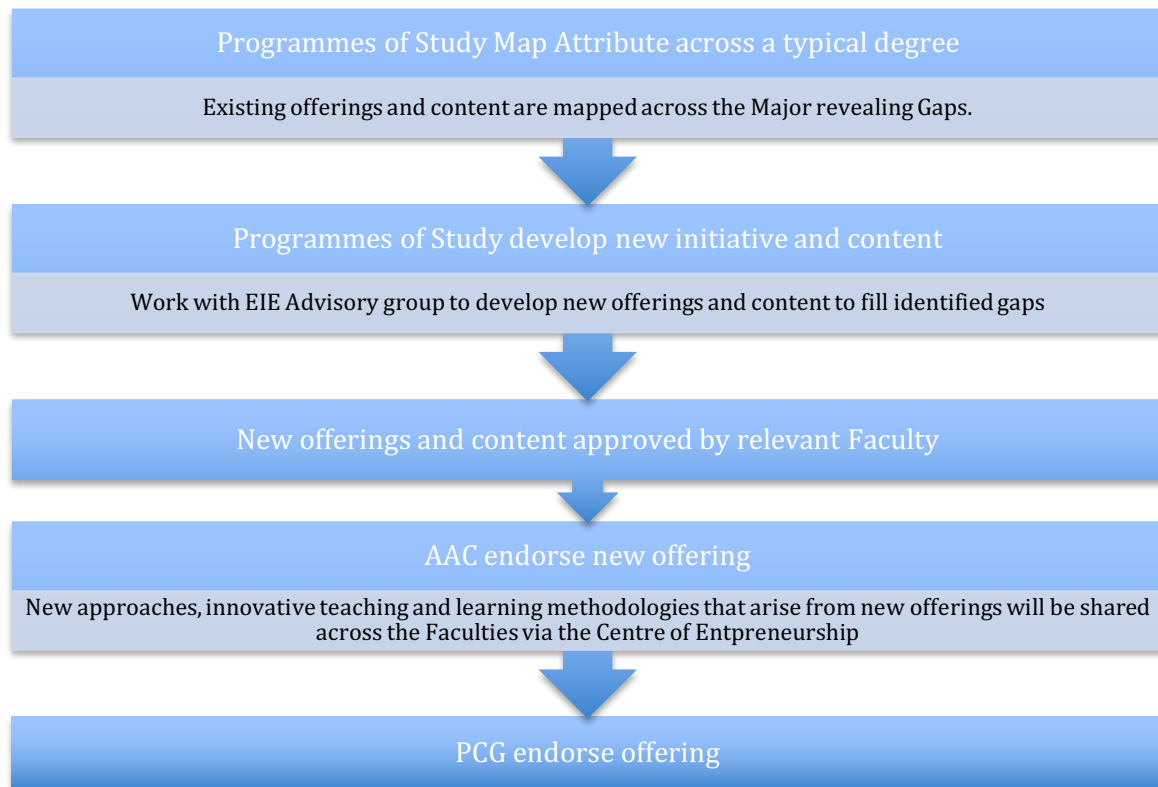 Programmes of Study Map Attribute across a typical degree
Existing offerings and content are mapped across the Major revealing Gaps.
Programmes of Study develop new initiative and content
Work with EIE Advisory group to develop new offerings and content to fill identified gaps
New offerings and content approved by relevant Faculty
AAC endorse new offering
New approaches, innovative teaching and learning methodologies that arise from new offerings will be shared
across the Faculties via the Centre of Entpreneurship
PCG endorse offering